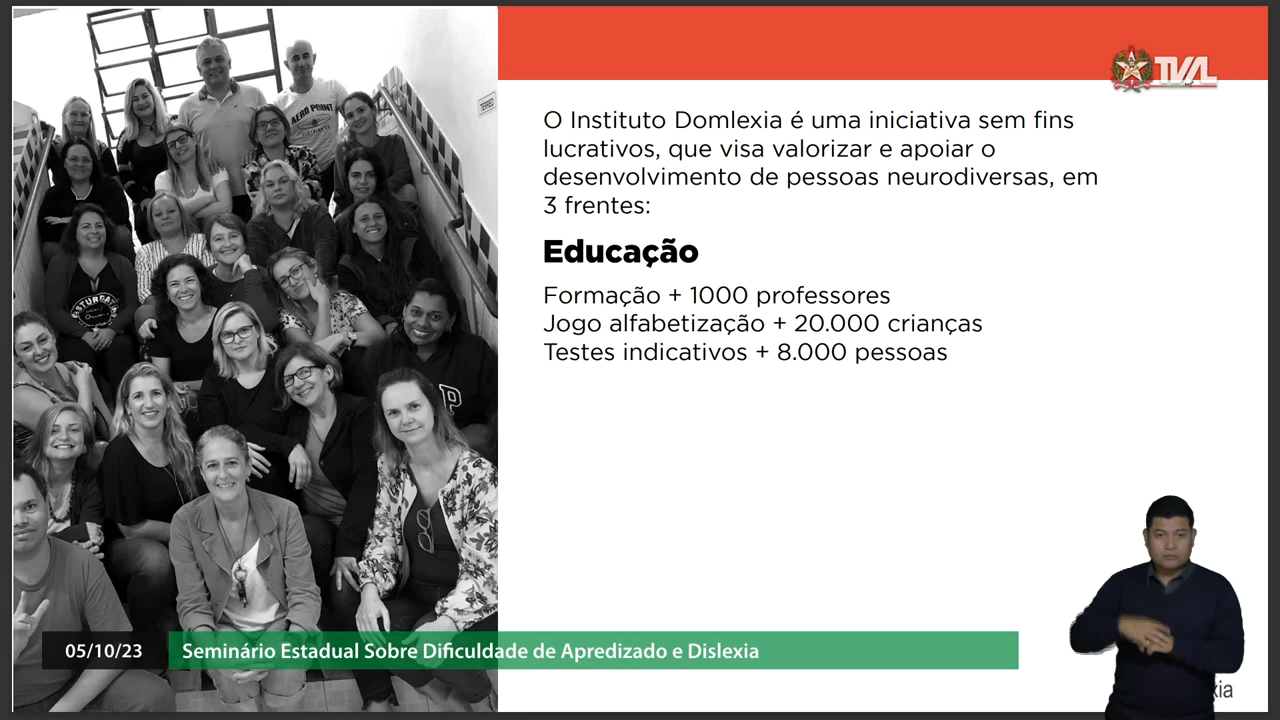 TVAL
O Instituto Domlexia é uma iniciativa sem fins
lucrativos, que visa valorizar e apoiar o
desenvolvimento de pessoas neurodiversas, em
3 frentes:
Educação
Formação + 1000 professores
Jogo alfabetização + 20.000 crianças
Testes indicativos + 8.000 pessoas
AERO POINT
P
05/10/23
Seminário Estadual Sobre Dificuldade de Apredizado e Dislexia
xia